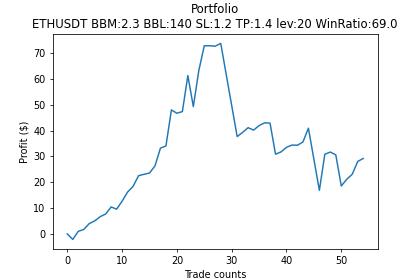 Portfolio
ETHUSDT BBM:2.3 BBL:140 SL:1.2 TP:1.4 lev:20 WinRatio:69.0
Profit ($)
70
60
50
40
30
20
10
0
0 10 20 30 40 50
Trade counts